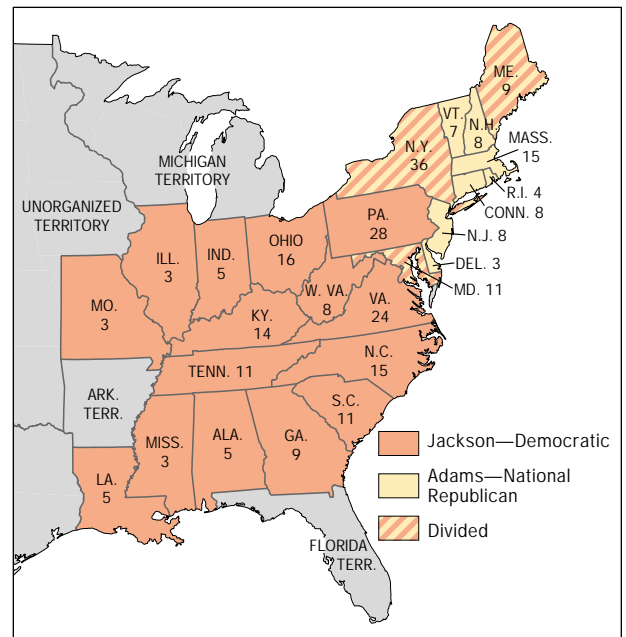 ME.
9
VT.
7
N.H.
8
MASS.
15
N.Y.
36
MICHIGAN
TERRITORY
R.I. 4
CONN. 8
UNORGANIZED
TERRITORY
PA.
28
N.J. 8
OHIO
16
ILL.
3
IND.
5
DEL. 3
MD. 11
W. VA.
8
VA.
24
MO.
3
KY.
14
N.C.
15
TENN. 11
ARK.
TERR.
S.C.
11
MISS.
3
ALA.
5
GA.
9
LA.
5
FLORIDA
TERR.
Jackson—Democratic
Adams—National
Republican
Divided